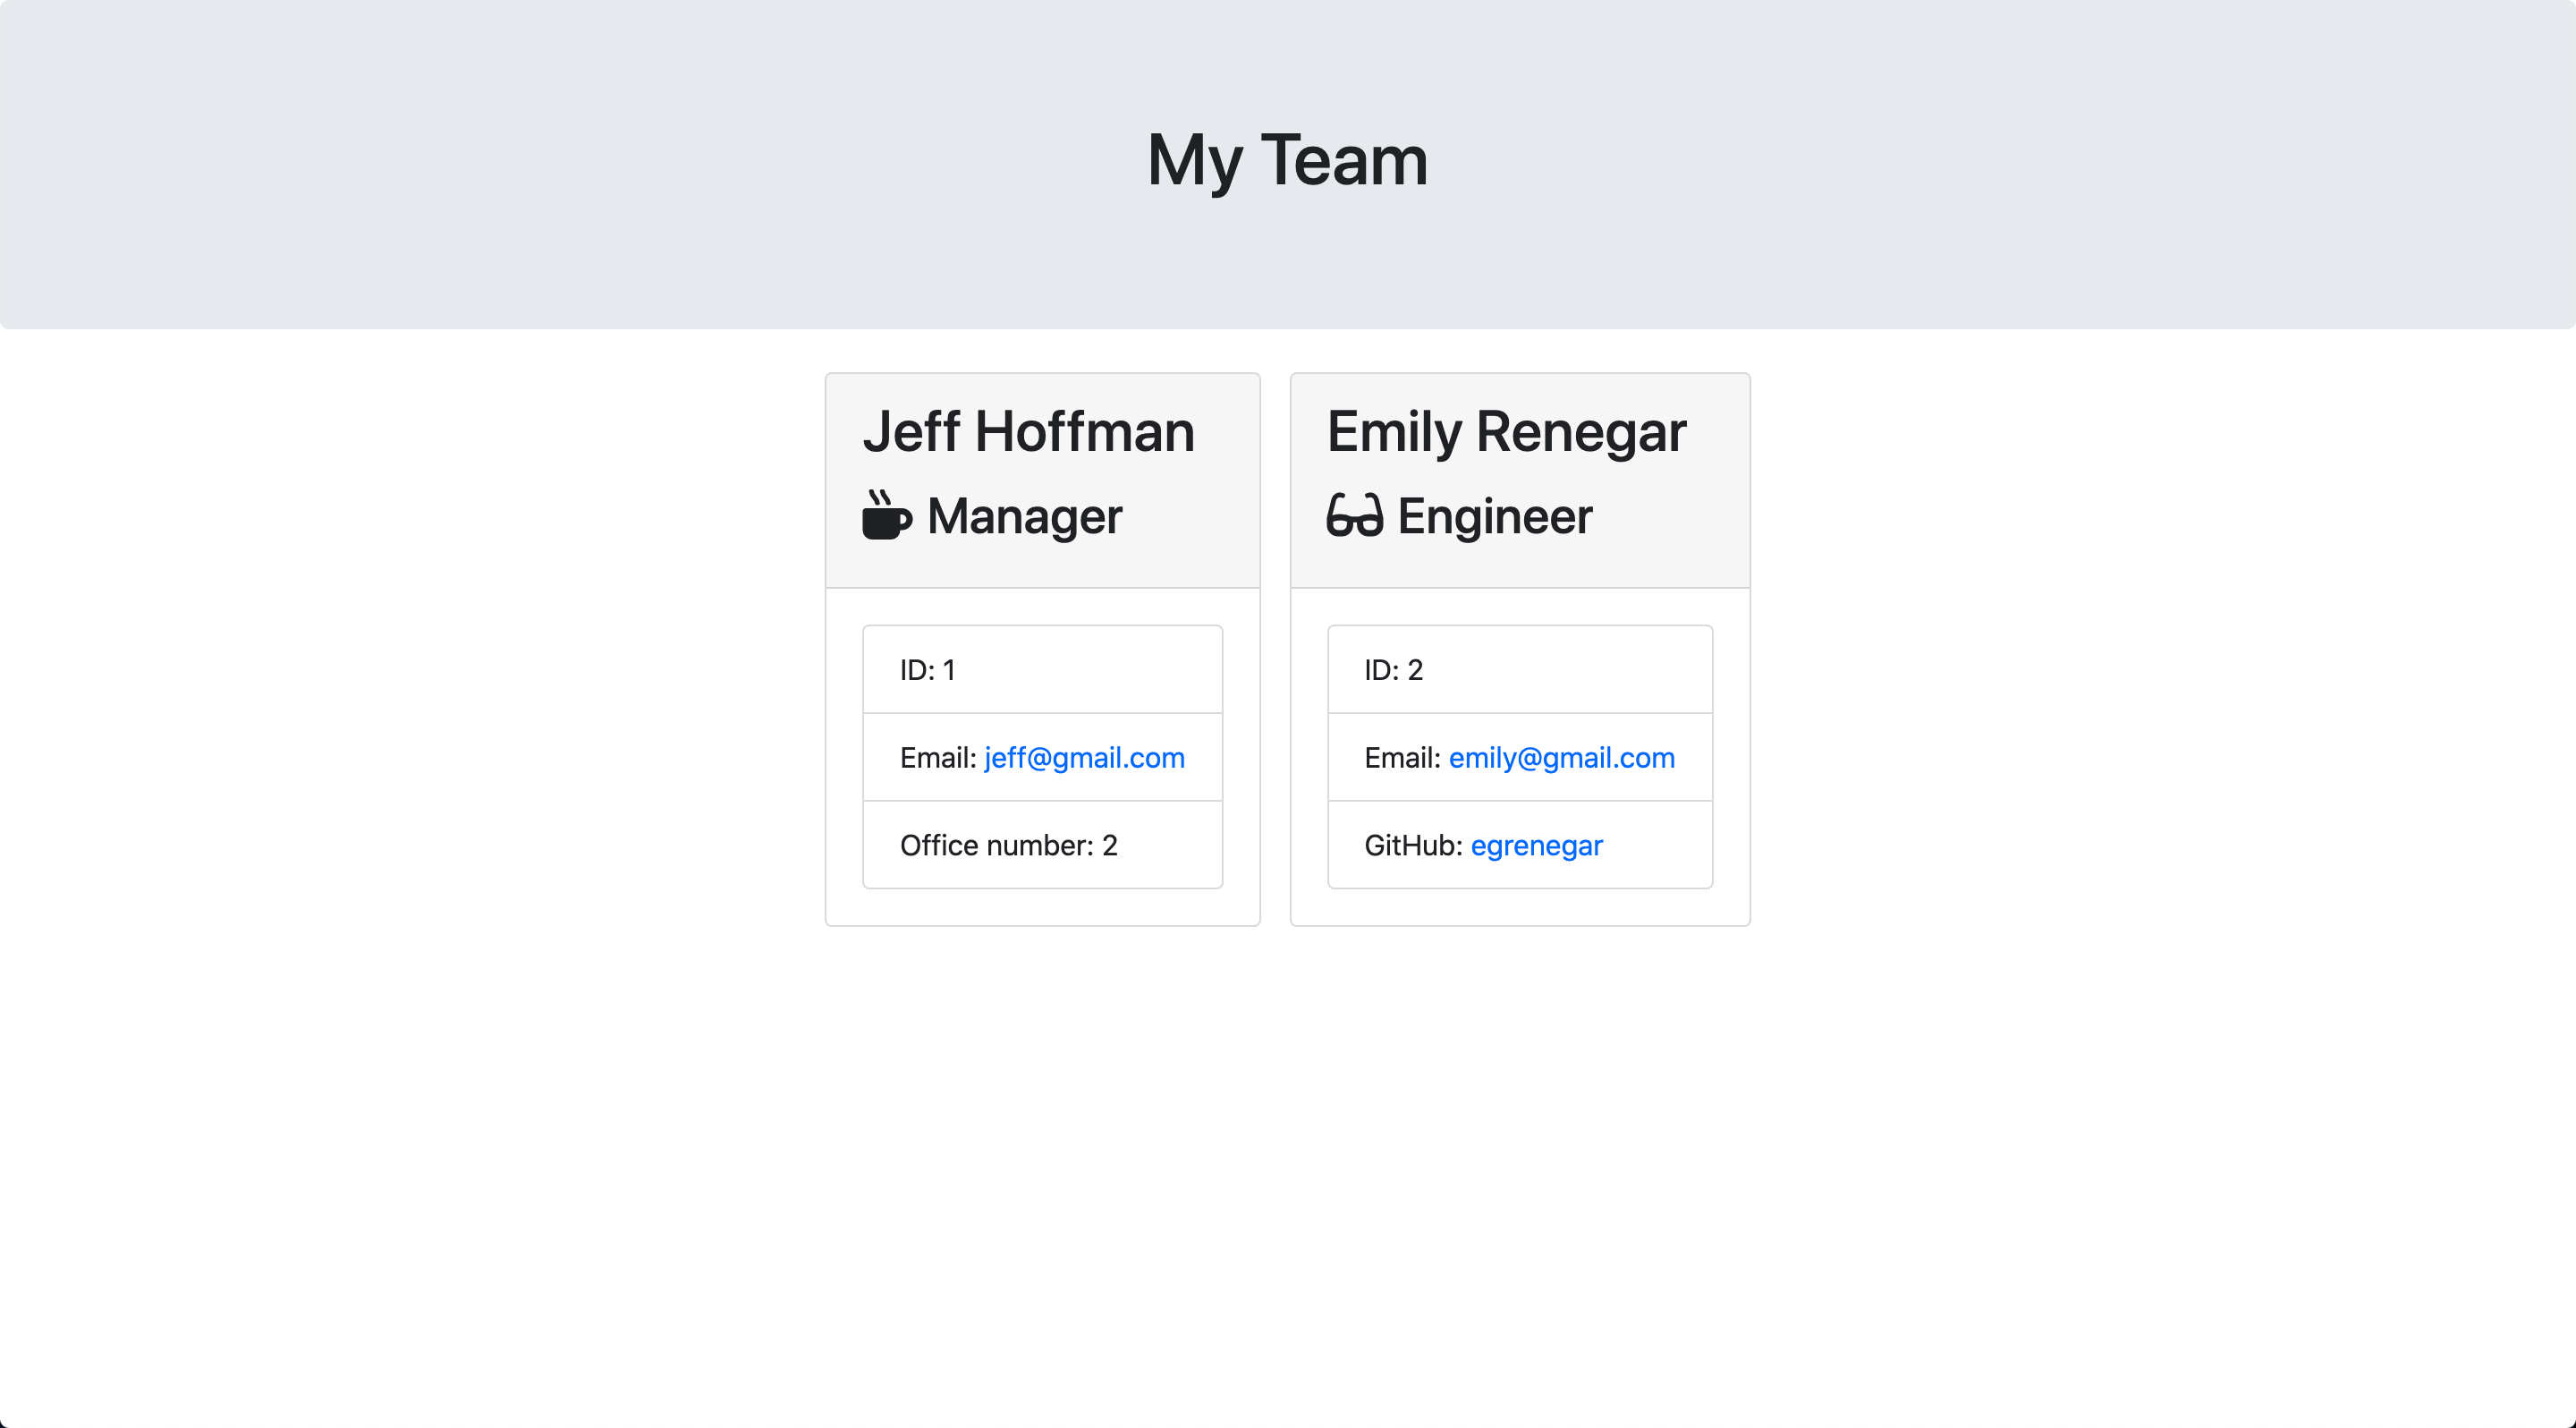 My Team
Jeff Hoffman
Manager
ID: 1
Email: jeff@gmail.com
Office number: 2
Emily Renegar
Engineer
ID: 2
Email: emily@gmail.com
GitHub: egrenegar